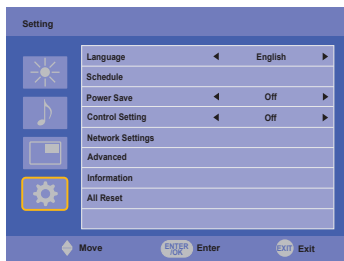 Setting
Language English
Schedule
Power Save Off
Control Setting Off
Network Settings
Advanced
Information
All Reset
Move ENTER /OK Enter EXIT Exit